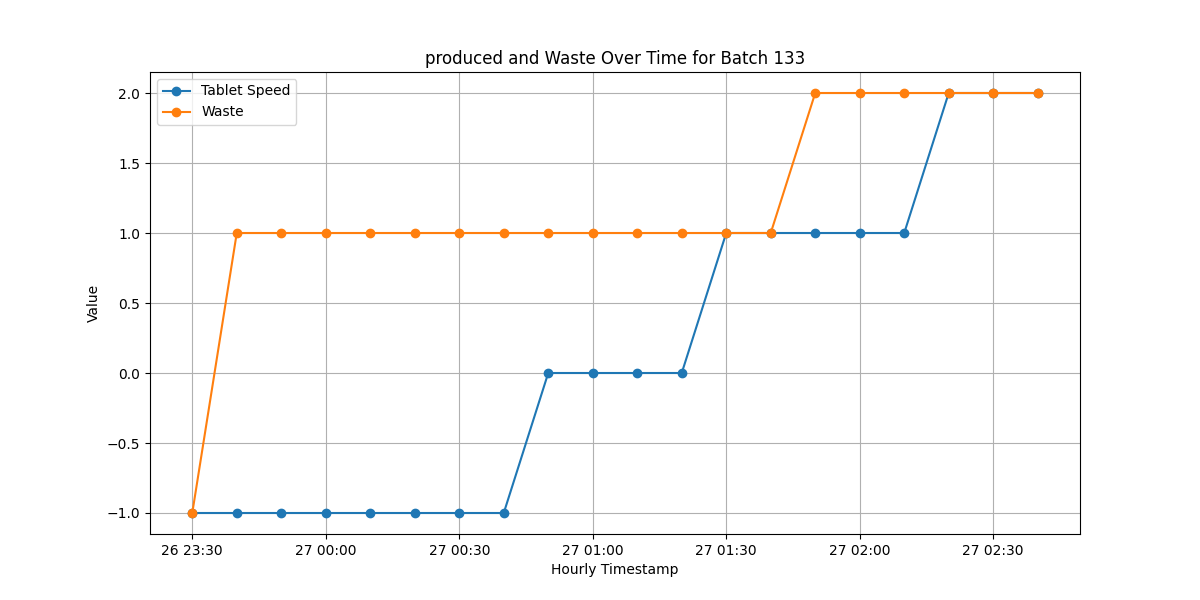 produced and Waste Over Time for Batch 133
Tablet Speed
Waste
Value
2.0
1.5
1.0
0.5
0.0
−0.5
−1.0
26 23:30 27 00:00 27 00:30 27 01:00 27 01:30 27 02:00 27 02:30
Hourly Timestamp